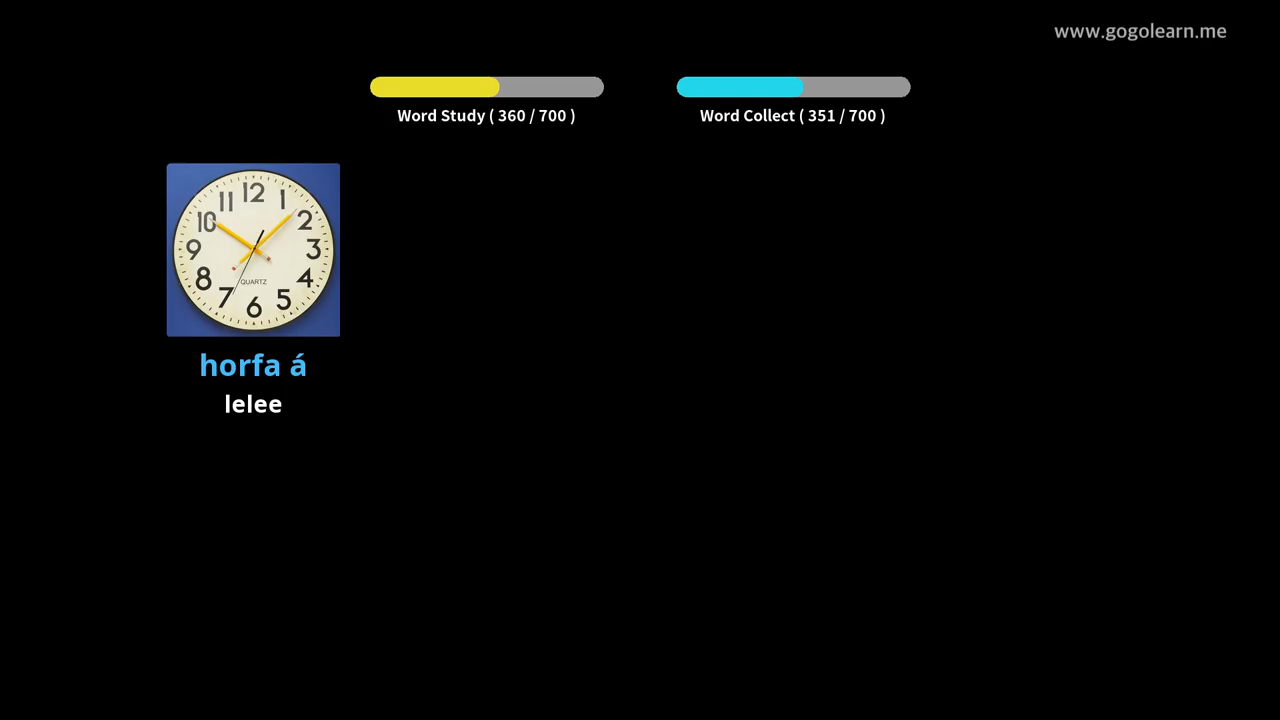 www.gogolearn.me
Word Study ( 360 / 700 )
Word Collect ( 351 / 700 )
12
11
1
10
2
9
3
8
4
7
5
6
QUARTZ
horfa á
lelee